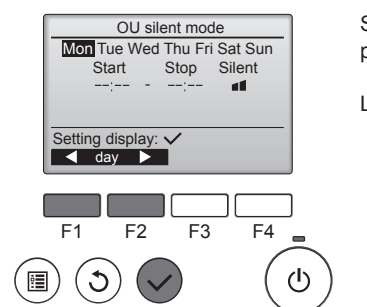 OU silent mode
Mon Tue Wed Thu Fri Sat Sun
Start Stop Silent
--:-- - --:--
Setting display: ✓
◀ day ▶
F1 F2 F3 F4
S
p
L